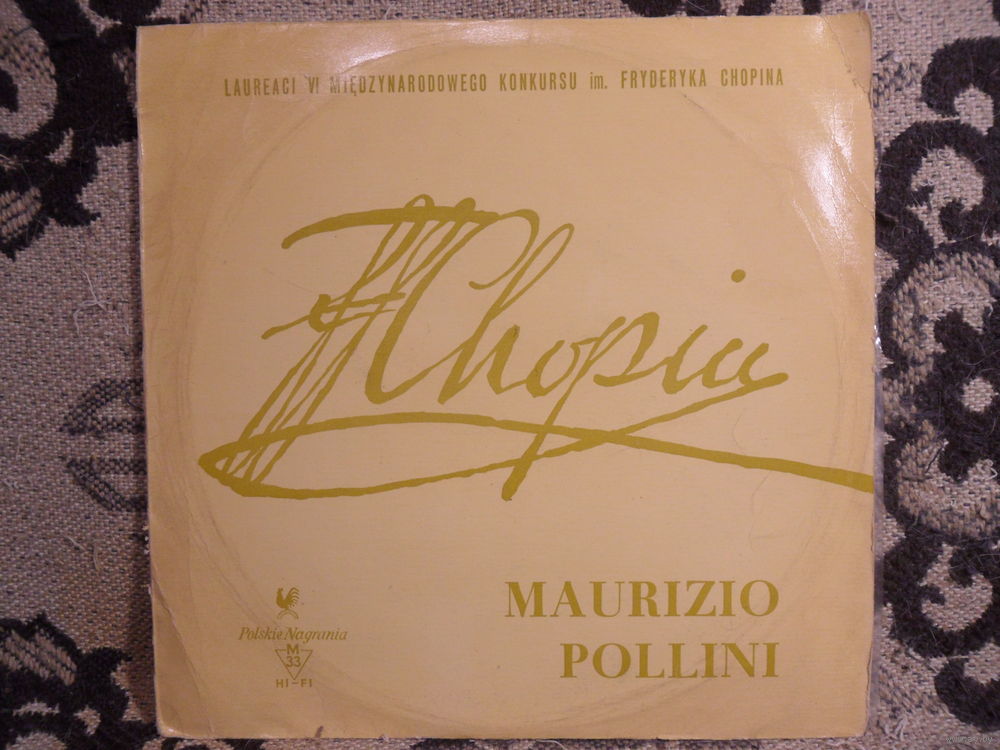 LAUREACI VI MIĘDZYNARODOWEGO KONKURSU im. FRYDERYKA CHOPINA
FChopin
MAURIZIO
POLLINI
Polskie Nagrania
M
33
HI-FI